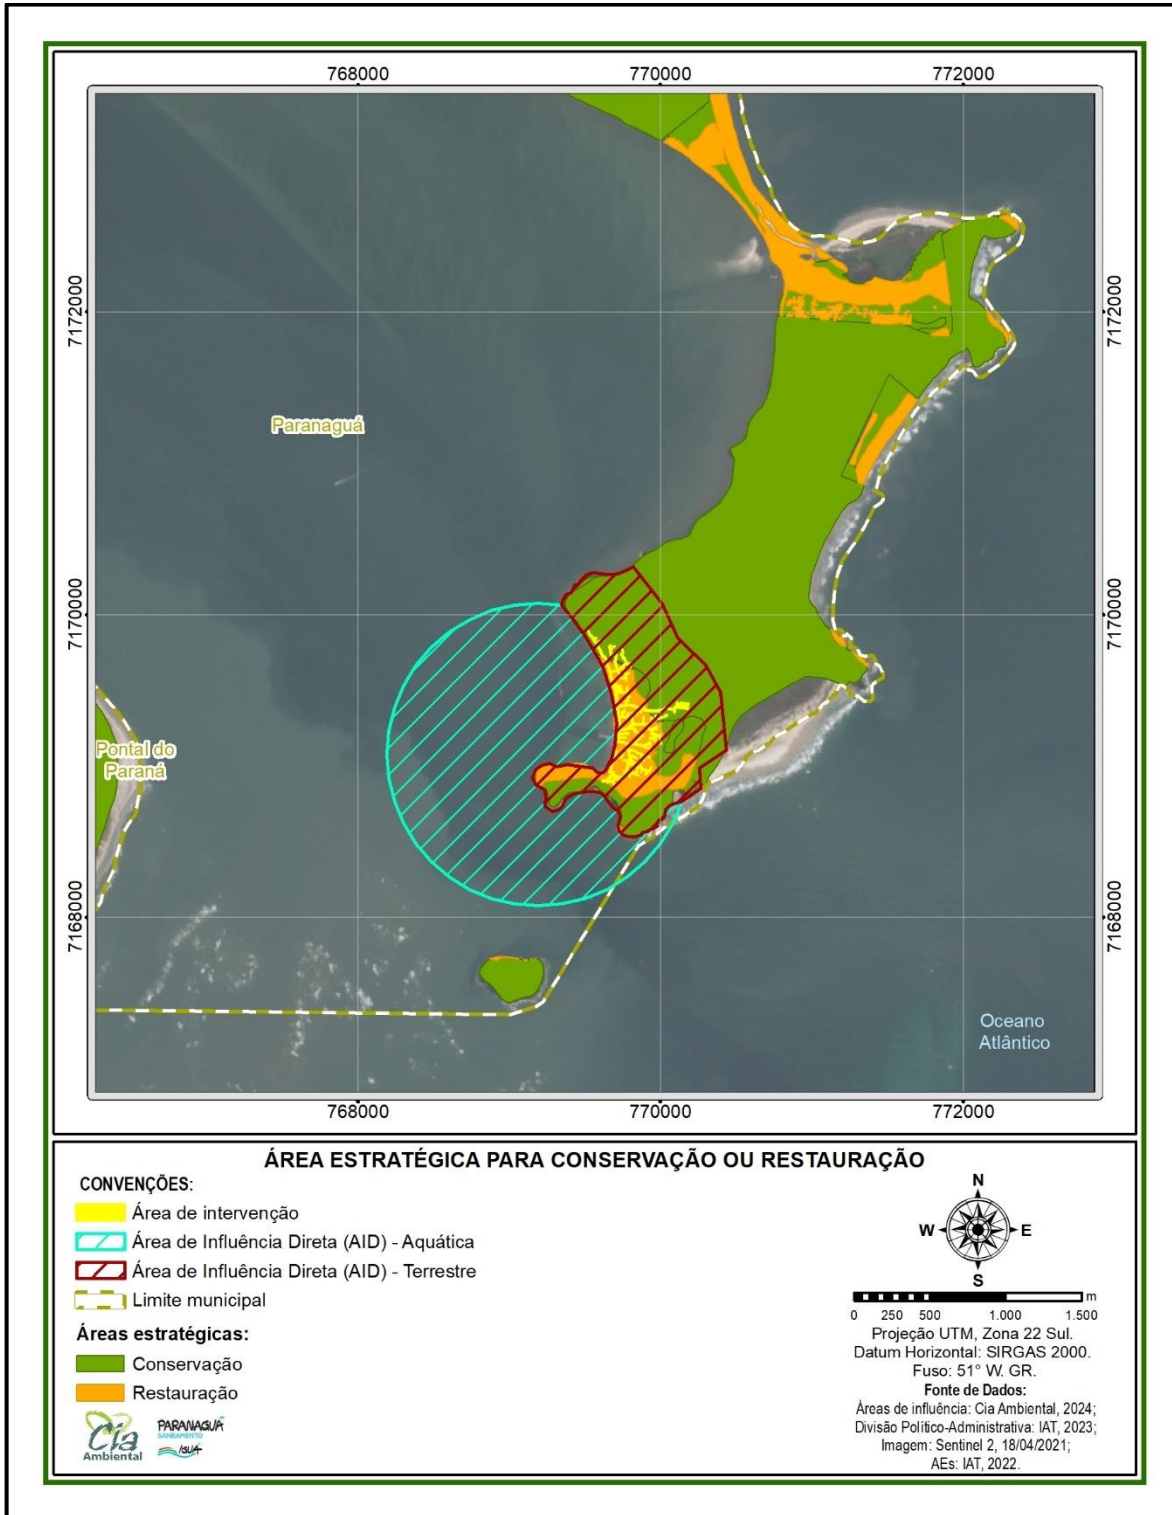 768000
770000
772000
7172000
7172000
Paranaguá
7170000
7170000
Pontal do
Paraná
7168000
7168000
Oceano
Atlântico
768000
770000
772000
ÁREA ESTRATÉGICA PARA CONSERVAÇÃO OU RESTAURAÇÃO
CONVENÇÕES:
Área de intervenção
Área de Influência Direta (AID) - Aquática
Área de Influência Direta (AID) - Terrestre
Limite municipal
Áreas estratégicas:
Conservação
Restauração
Cia
Ambiental
PARANAGUÁ
SANEAMENTO
IGUÁ
N
W
E
S
m
0 250 500 1.000 1.500
Projeção UTM, Zona 22 Sul.
Datum Horizontal: SIRGAS 2000.
Fuso: 51° W. GR.
Fonte de Dados:
Áreas de influência: Cia Ambiental, 2024;
Divisão Político-Administrativa: IAT, 2023;
Imagem: Sentinel 2, 18/04/2021;
AEs: IAT, 2022.